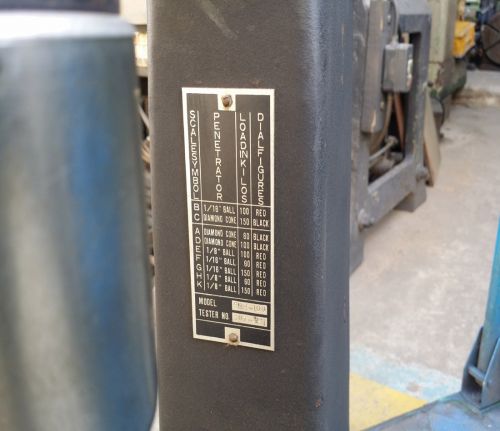 SCALE SYMBOL PENETRATOR LOAD IN KILOS DIAL FIGURES
B 1/16" BALL 100 RED
C DIAMOND CONE 150 BLACK
A DIAMOND CONE 60 BLACK
D DIAMOND CONE 100 BLACK
E 1/8" BALL 100 RED
F 1/16" BALL 60 RED
G 1/16" BALL 150 RED
H 1/8" BALL 60 RED
K 1/8" BALL 150 RED
MODEL
TESTER NO.